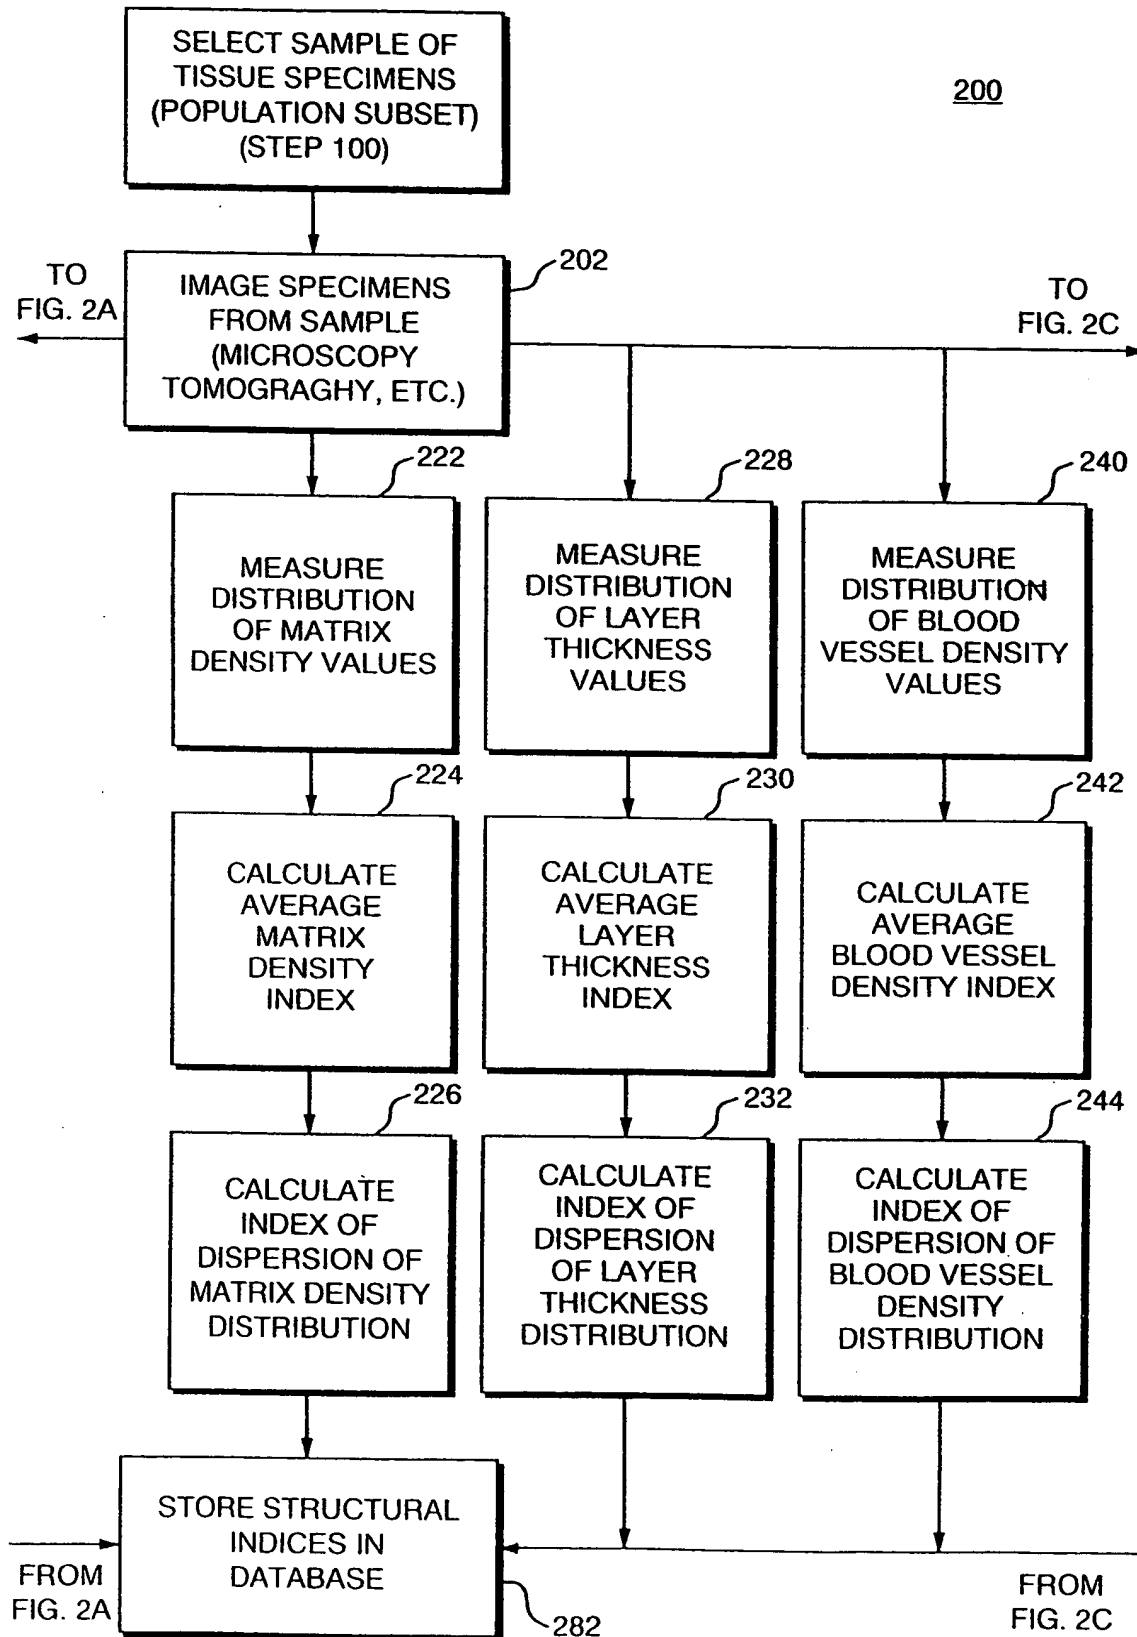 SELECT SAMPLE OF
TISSUE SPECIMENS
(POPULATION SUBSET)
(STEP 100)
200
TO
FIG. 2A
IMAGE SPECIMENS
FROM SAMPLE
(MICROSCOPY
TOMOGRAGHY, ETC.)
202
TO
FIG. 2C
222
MEASURE
DISTRIBUTION
OF MATRIX
DENSITY VALUES
228
MEASURE
DISTRIBUTION
OF LAYER
THICKNESS
VALUES
240
MEASURE
DISTRIBUTION
OF BLOOD
VESSEL DENSITY
VALUES
224
CALCULATE
AVERAGE
MATRIX
DENSITY
INDEX
230
CALCULATE
AVERAGE
LAYER
THICKNESS
INDEX
242
CALCULATE
AVERAGE
BLOOD VESSEL
DENSITY INDEX
226
CALCULATE
INDEX OF
DISPERSION OF
MATRIX DENSITY
DISTRIBUTION
232
CALCULATE
INDEX OF
DISPERSION
OF LAYER
THICKNESS
DISTRIBUTION
244
CALCULATE
INDEX OF
DISPERSION OF
BLOOD VESSEL
DENSITY
DISTRIBUTION
STORE STRUCTURAL
INDICES IN
DATABASE
282
FROM
FIG. 2A
FROM
FIG. 2C